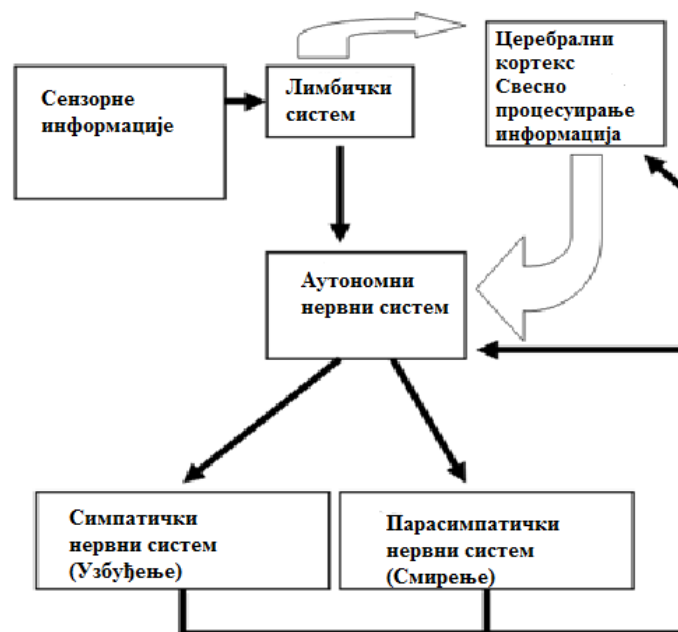 Сензорне
информације
Лимбички
систем
Церебрални
кортекс
Свесно
процесуирање
информација
Аутономни
нервни систем
Симпатички
нервни систем
(Узбуђење)
Парасимпатички
нервни систем
(Смирење)